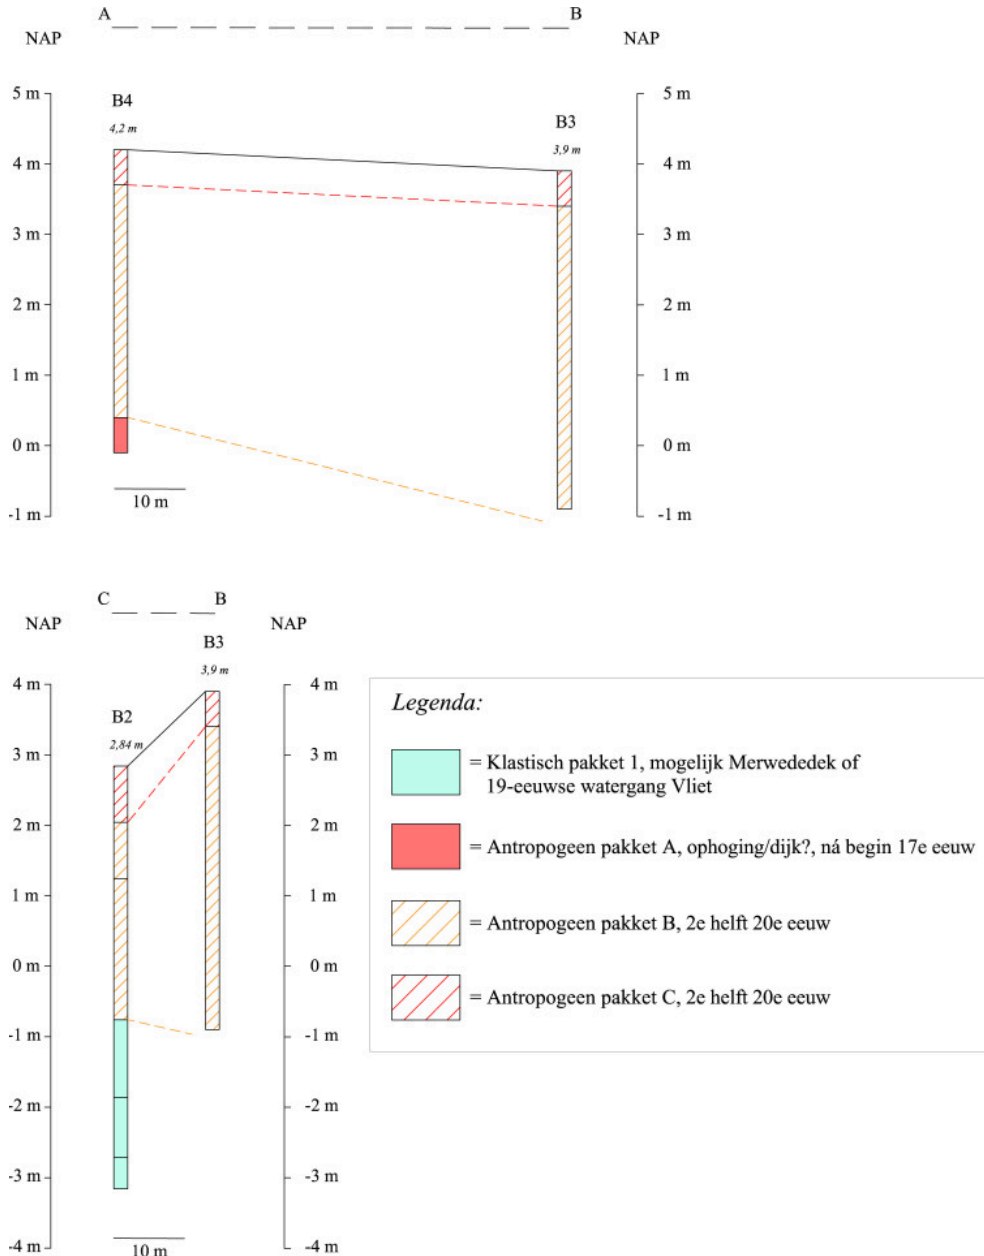 A B
NAP NAP
B4
4,2 m
B3
3,9 m
5 m 5 m
4 m 4 m
3 m 3 m
2 m 2 m
1 m 1 m
0 m 0 m
-1 m -1 m
10 m
C B
NAP NAP
B3
3,9 m
B2
2,84 m
4 m 4 m
3 m 3 m
2 m 2 m
1 m 1 m
0 m 0 m
-1 m -1 m
-2 m -2 m
-3 m -3 m
-4 m -4 m
10 m
Legenda:
= Klastisch pakket 1, mogelijk Merwededek of
19-eeuwse watergang Vliet
= Antropogeen pakket A, ophoging/dijk?, ná begin 17e eeuw
= Antropogeen pakket B, 2e helft 20e eeuw
= Antropogeen pakket C, 2e helft 20e eeuw